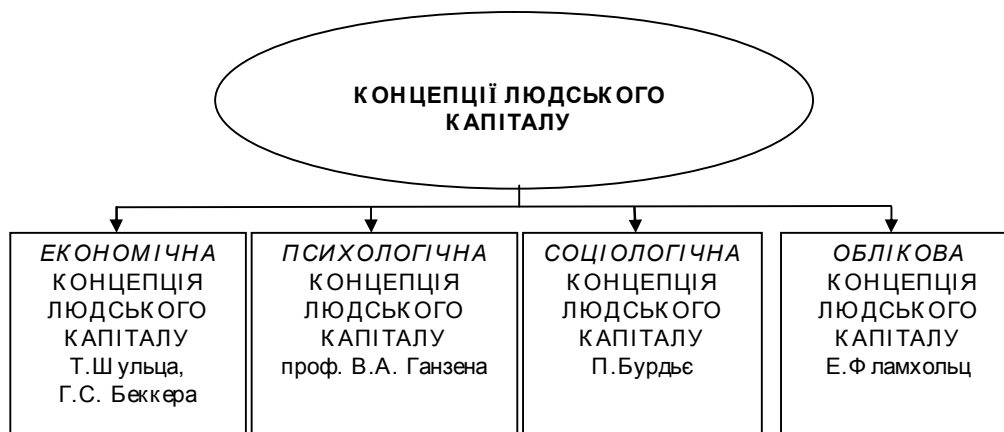 КОНЦЕПЦІЇ ЛЮДСЬКОГО
КАПІТАЛУ
ЕКОНОМІЧНА
КОНЦЕПЦІЯ
ЛЮДСЬКОГО
КАПІТАЛУ
Т.Шульца,
Г.С. Беккера
ПСИХОЛОГІЧНА
КОНЦЕПЦІЯ
ЛЮДСЬКОГО
КАПІТАЛУ
проф. В.А. Ганзена
СОЦІОЛОГІЧНА
КОНЦЕПЦІЯ
ЛЮДСЬКОГО
КАПІТАЛУ
П.Бурдьє
ОБЛІКОВА
КОНЦЕПЦІЯ
ЛЮДСЬКОГО
КАПІТАЛУ
Е.Фламхольц